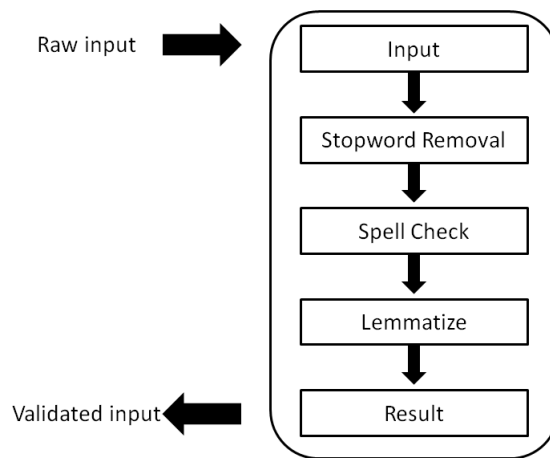 Raw input
Input
Stopword Removal
Spell Check
Lemmatize
Validated input
Result